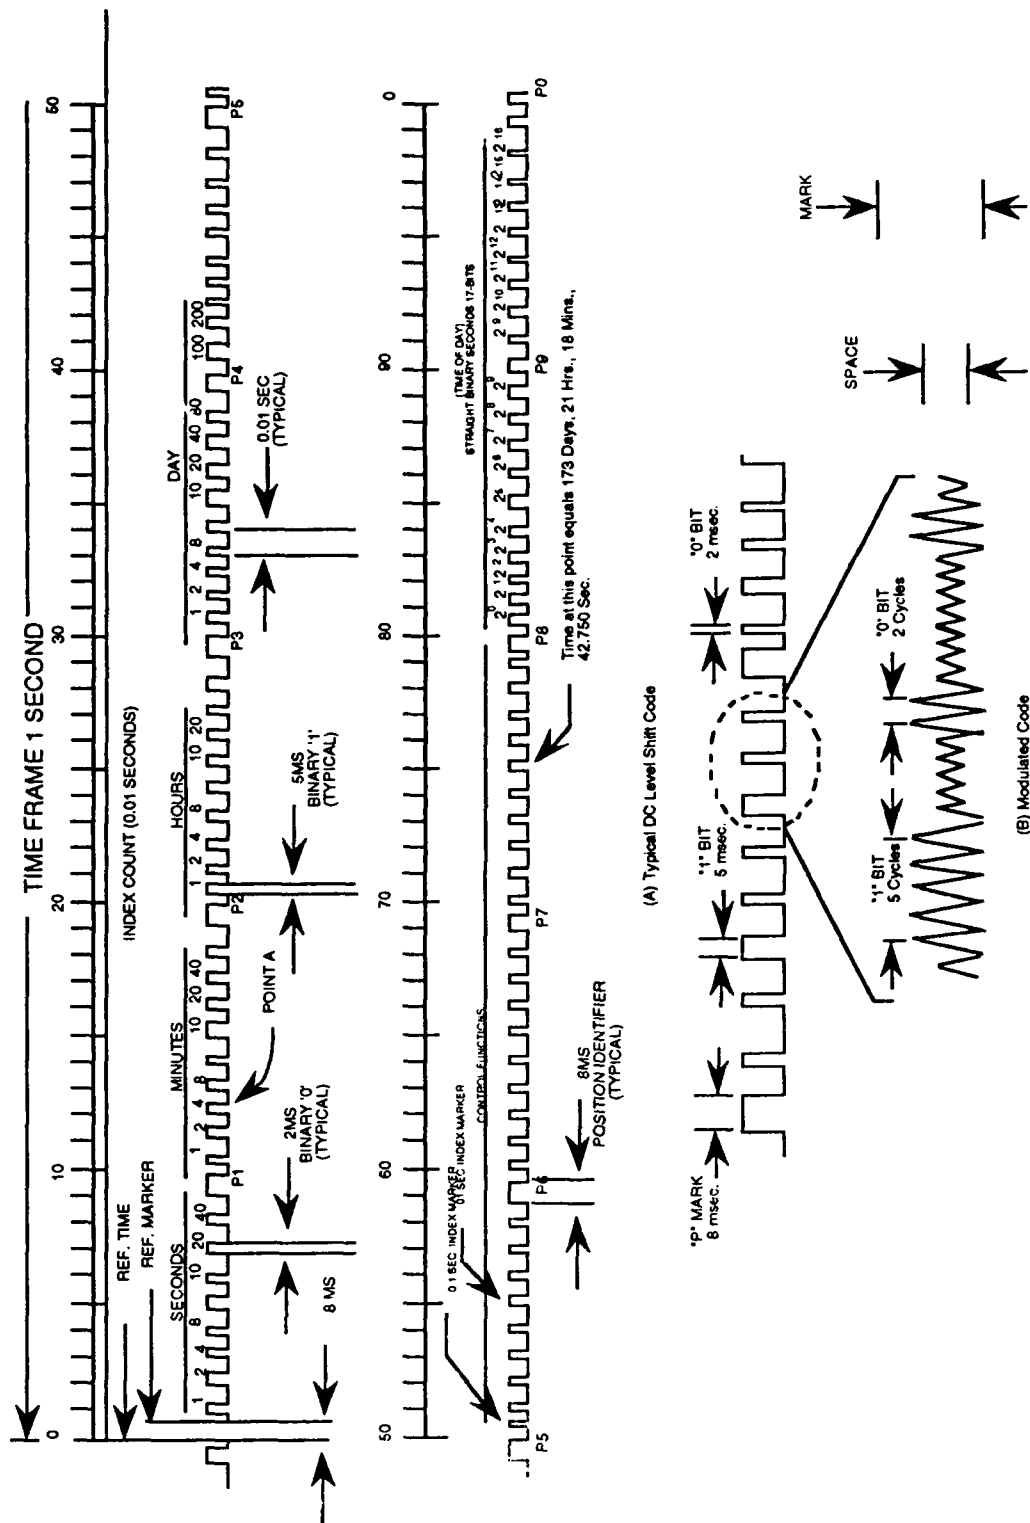 TIME FRAME 1 SECOND
0 10 20 30 40 50
REF. TIME
REF. MARKER
INDEX COUNT (0.01 SECONDS)
SECONDS
MINUTES
HOURS
DAY
1 2 4 8 10 20 40
1 2 4 8 10 20 40
1 2 4 8 10 20
1 2 4 8 10 20 40 80 100 200
P1 P2 P3 P4 P5
POINT A
8 MS
2MS
BINARY '0'
(TYPICAL)
5MS
BINARY '1'
(TYPICAL)
0.01 SEC
(TYPICAL)
50 60 70 80 90 0
0.1 SEC INDEX MARKER
0.1 SEC INDEX MARKER
CONTROL FUNCTIONS
(TIME OF DAY)
STRAIGHT BINARY SECONDS 17-BITS
P5 P6 P7 P8 P9 P0
8MS
POSITION IDENTIFIER
(TYPICAL)
Time at this point equals 173 Days, 21 Hrs., 18 Mins.,
42.750 Sec.
(A) Typical DC Level Shift Code
"P" MARK
8 msec.
"1" BIT
5 msec.
"0" BIT
2 msec.
"1" BIT
5 Cycles
"0" BIT
2 Cycles
SPACE
MARK
(B) Modulated Code